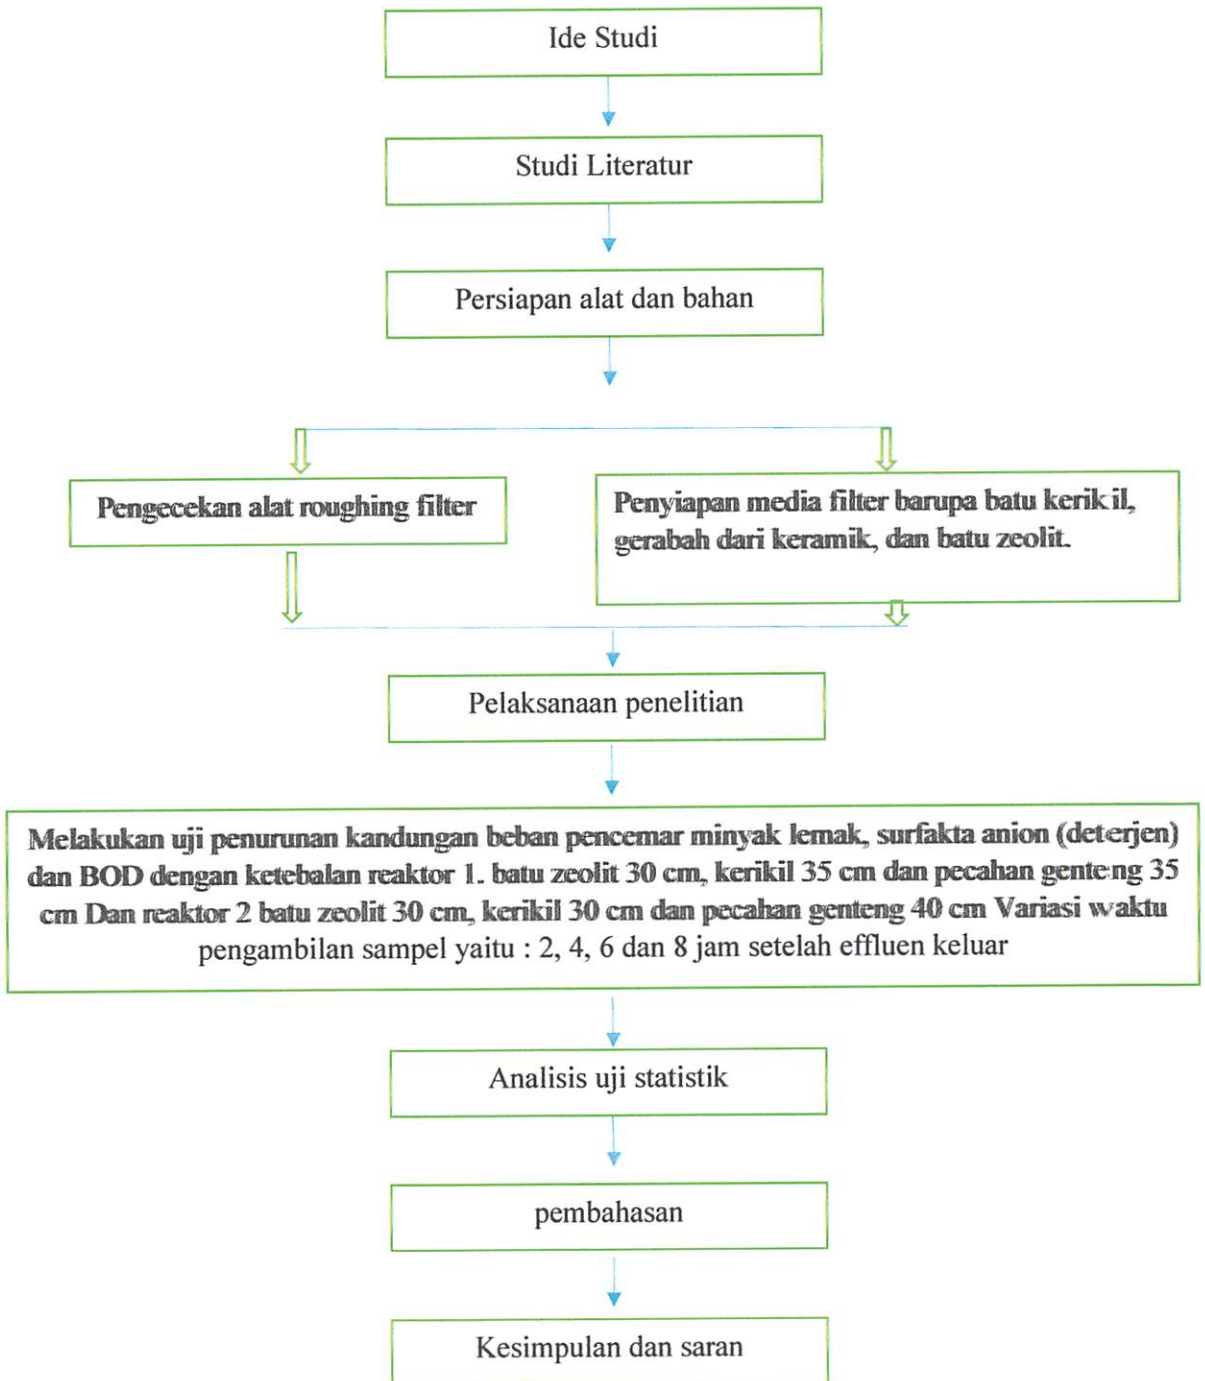 Ide Studi
Studi Literatur
Persiapan alat dan bahan
Pengecekan alat roughing filter
Penyiapan media filter barupa batu kerikil,
gerabah dari keramik, dan batu zeolit.
Pelaksanaan penelitian
Melakukan uji penurunan kandungan beban pencemar minyak lemak, surfakta anion (deterjen)
dan BOD dengan ketebalan reaktor 1. batu zeolit 30 cm, kerikil 35 cm dan pecahan genteng 35
cm Dan reaktor 2 batu zeolit 30 cm, kerikil 30 cm dan pecahan genteng 40 cm Variasi waktu
pengambilan sampel yaitu : 2, 4, 6 dan 8 jam setelah effluen keluar
Analisis uji statistik
pembahasan
Kesimpulan dan saran